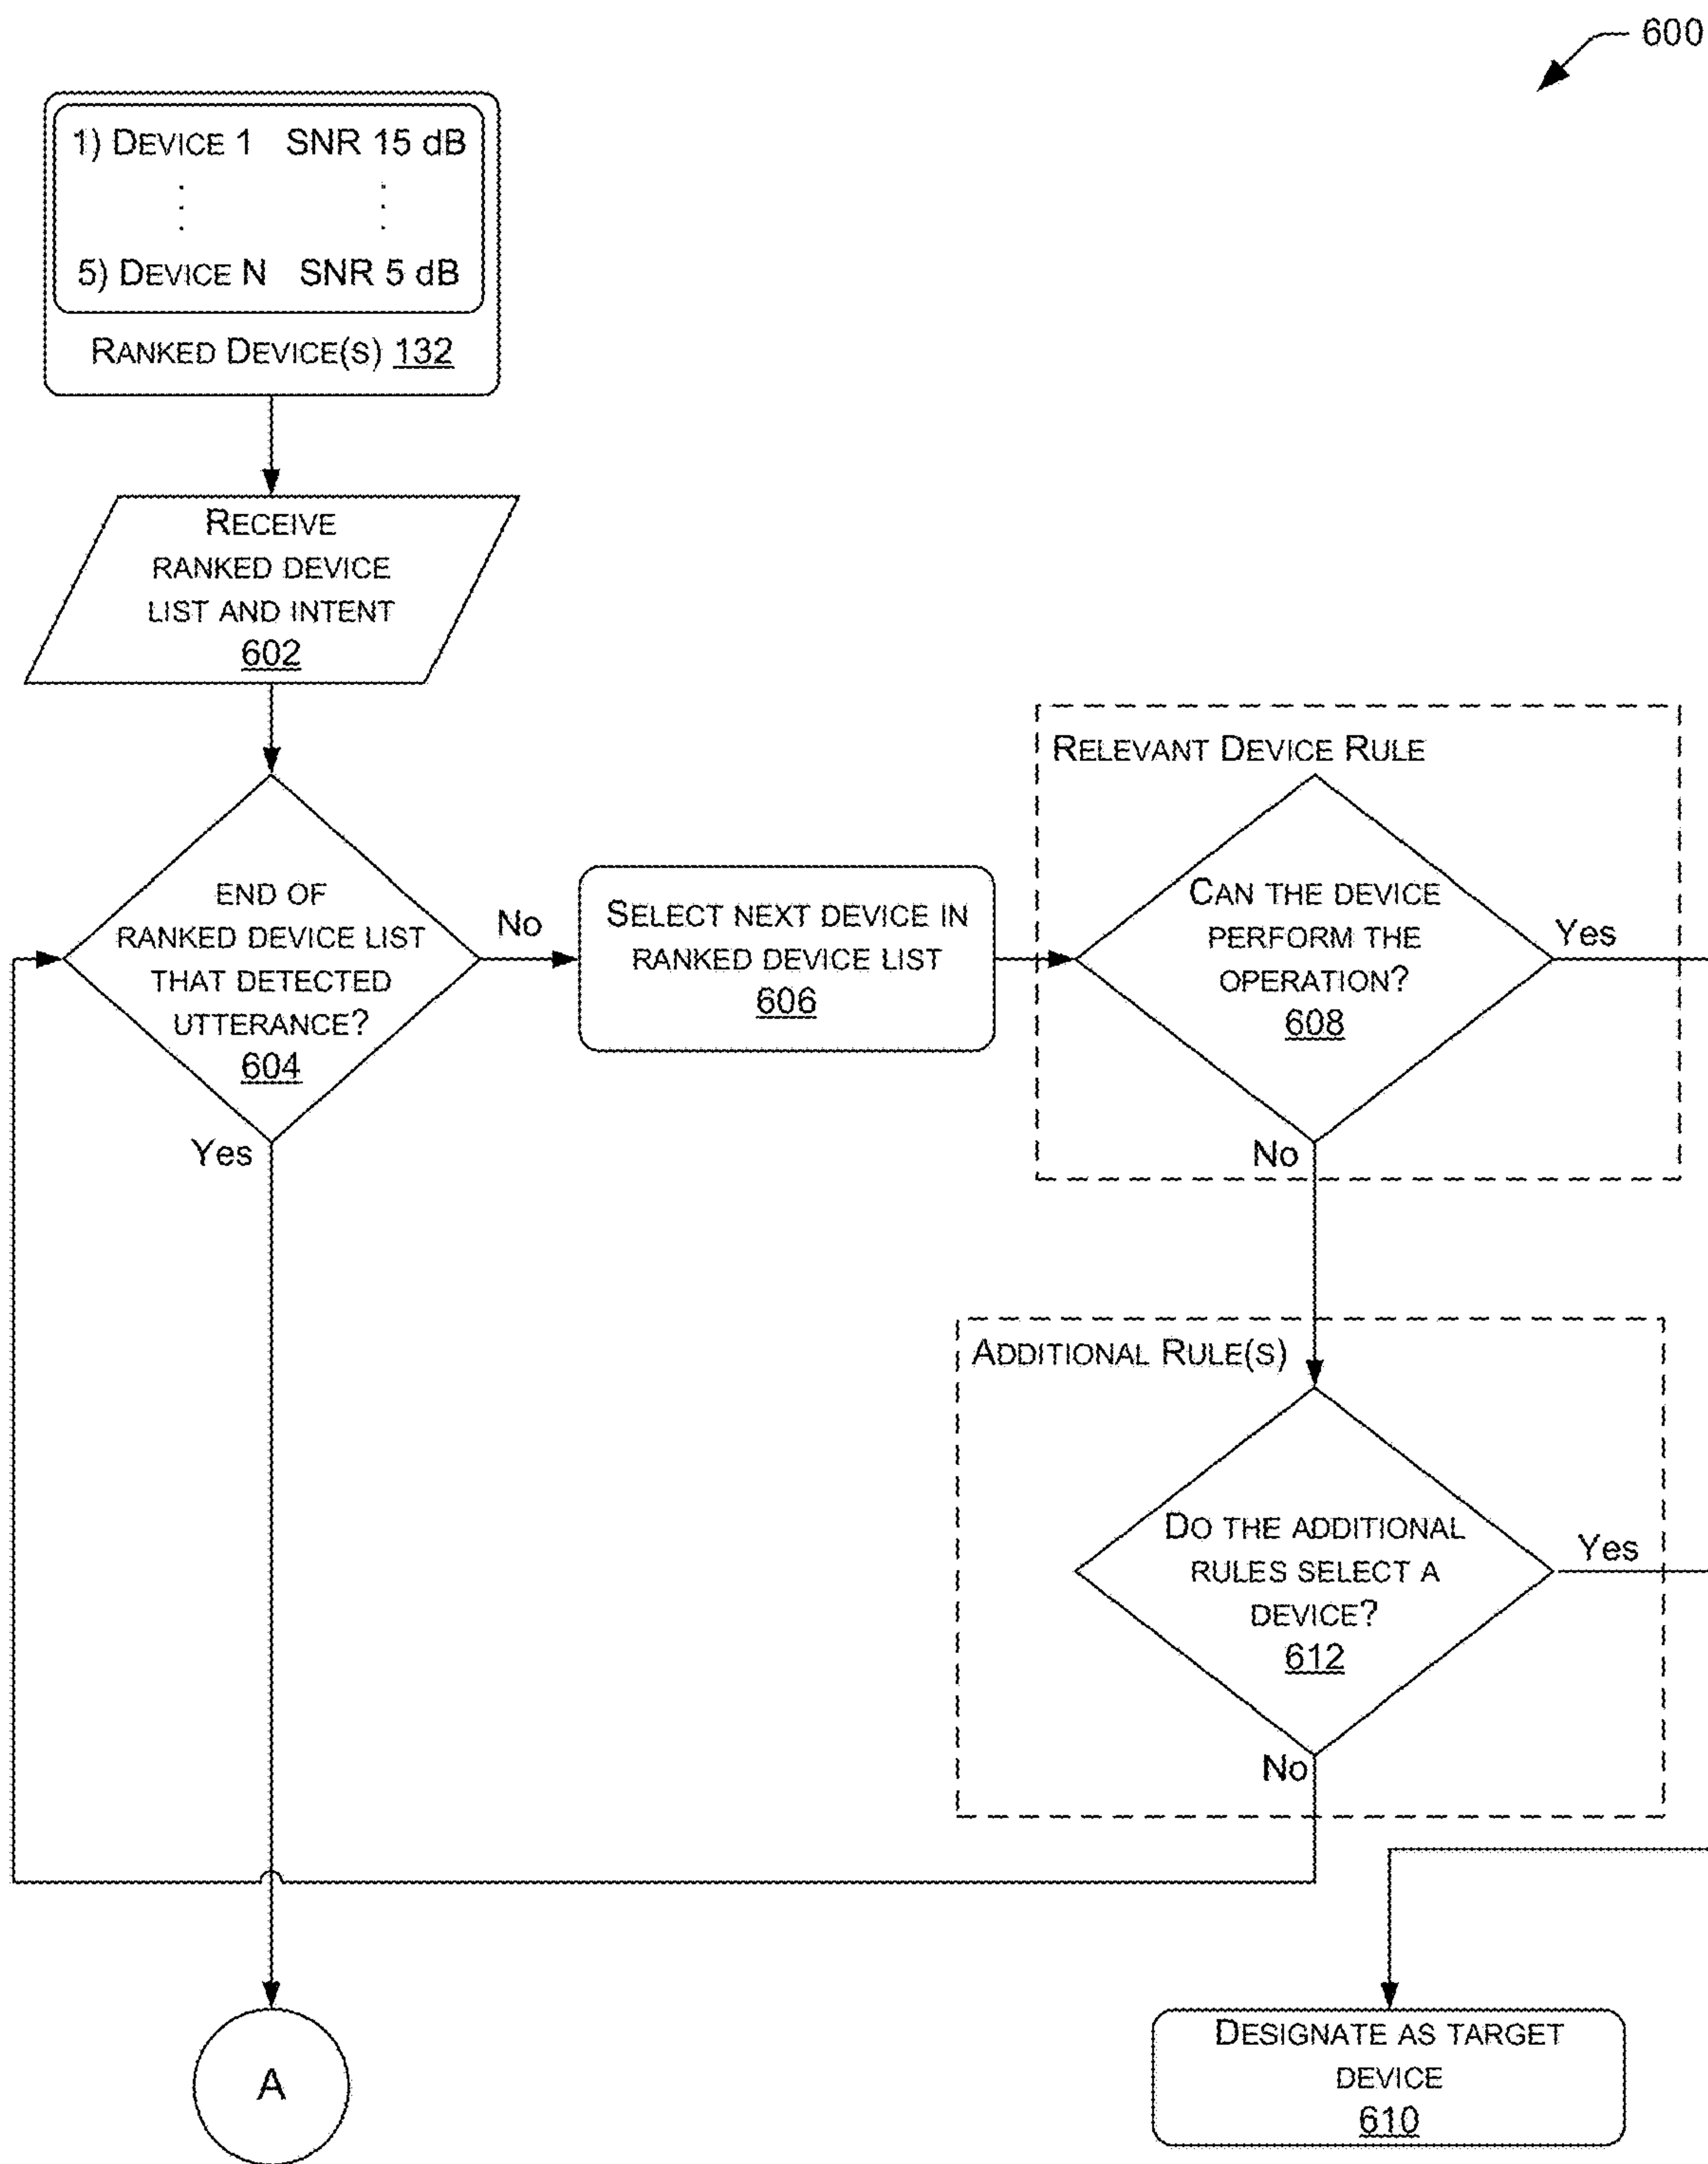 600
1) DEVICE 1 SNR 15 dB
5) DEVICE N SNR 5 dB
RANKED DEVICE(S) 132
RECEIVE
RANKED DEVICE
LIST AND INTENT
602
END OF
RANKED DEVICE LIST
THAT DETECTED
UTTERANCE?
604
No
Yes
SELECT NEXT DEVICE IN
RANKED DEVICE LIST
606
RELEVANT DEVICE RULE
CAN THE DEVICE
PERFORM THE
OPERATION?
608
Yes
No
ADDITIONAL RULE(S)
DO THE ADDITIONAL
RULES SELECT A
DEVICE?
612
Yes
No
A
DESIGNATE AS TARGET
DEVICE
610